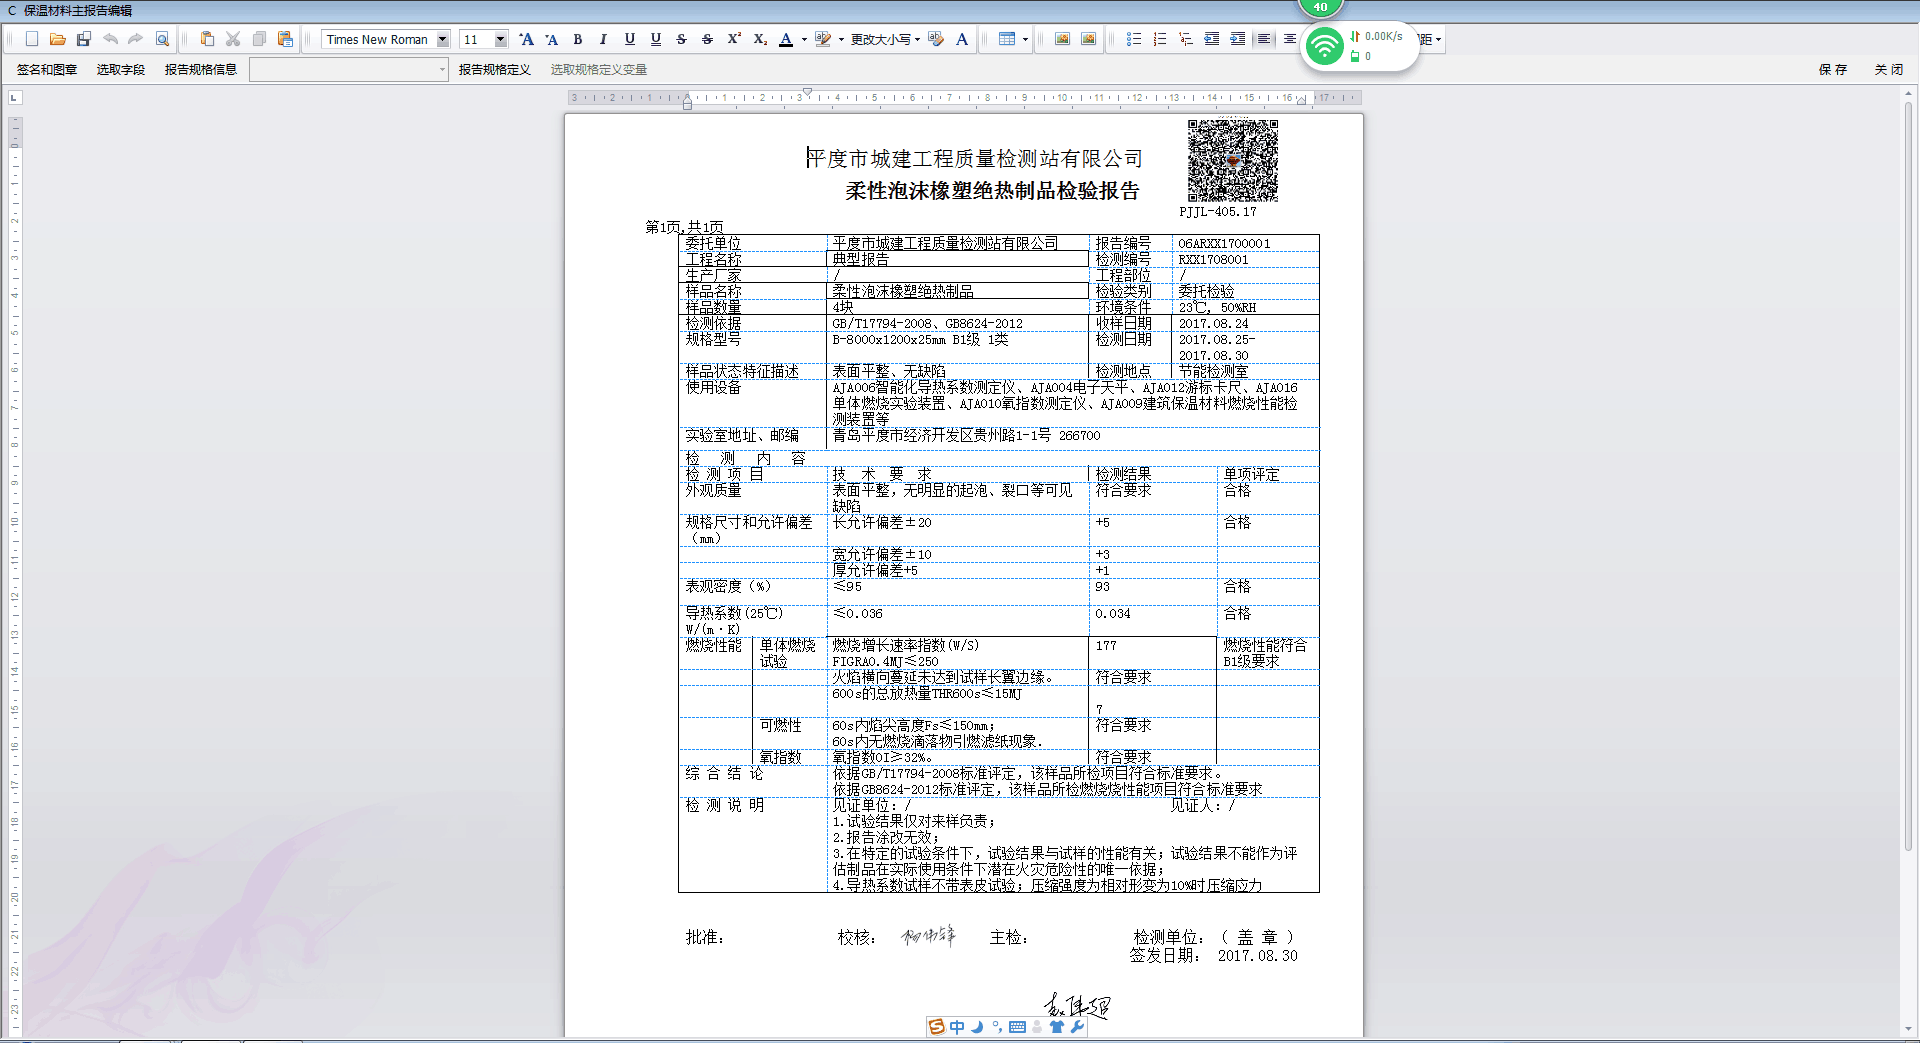 C 保温材料主报告编辑
40
Times New Roman 11 更改大小写 距
0.00K/s
0
签名和图章 选取字段 报告规格信息 报告规格定义 选取规格定义变量 保存 关闭
平度市城建工程质量检测站有限公司
柔性泡沫橡塑绝热制品检验报告
PJJL-405.17
第1页,共1页
委托单位 平度市城建工程质量检测站有限公司 报告编号 06ARXX1700001
工程名称 典型报告 检测编号 RXX1708001
生产厂家 / 工程部位 /
样品名称 柔性泡沫橡塑绝热制品 检验类别 委托检验
样品数量 4块 环境条件 23℃, 50%RH
检测依据 GB/T17794-2008、GB8624-2012 收样日期 2017.08.24
规格型号 B-8000x1200x25mm B1级 1类 检测日期 2017.08.25-
2017.08.30
样品状态特征描述 表面平整、无缺陷 检测地点 节能检测室
使用设备 AJA006智能化导热系数测定仪、AJA004电子天平、AJA012游标卡尺、AJA016
单体燃烧实验装置、AJA010氧指数测定仪、AJA009建筑保温材料燃烧性能检
测装置等
实验室地址、邮编 青岛平度市经济开发区贵州路1-1号 266700
检 测 内 容
检 测 项 目 技 术 要 求 检测结果 单项评定
外观质量 表面平整，无明显的起泡、裂口等可见 符合要求 合格
缺陷
规格尺寸和允许偏差 长允许偏差±20 +5 合格
（mm）
宽允许偏差±10 +3
厚允许偏差+5 +1
表观密度（%） ≤95 93 合格
导热系数(25℃) ≤0.036 0.034 合格
W/(m·K)
燃烧性能 单体燃烧 燃烧增长速率指数(W/S) 177 燃烧性能符合
试验 FIGRA0.4MJ≤250 B1级要求
火焰横向蔓延未达到试样长翼边缘。 符合要求
600s的总放热量THR600s≤15MJ
7
可燃性 60s内焰尖高度Fs≤150mm； 符合要求
60s内无燃烧滴落物引燃滤纸现象.
氧指数 氧指数OI≥32%。 符合要求
综 合 结 论 依据GB/T17794-2008标准评定，该样品所检项目符合标准要求。
依据GB8624-2012标准评定，该样品所检燃烧烧性能项目符合标准要求
检 测 说 明 见证单位：/ 见证人：/
1.试验结果仅对来样负责；
2.报告涂改无效；
3.在特定的试验条件下，试验结果与试样的性能有关；试验结果不能作为评
估制品在实际使用条件下潜在火灾危险性的唯一依据；
4.导热系数试样不带表皮试验；压缩强度为相对形变为10%时压缩应力
批准： 校核： 主检： 检测单位：（ 盖 章 ）
签发日期： 2017.08.30
中